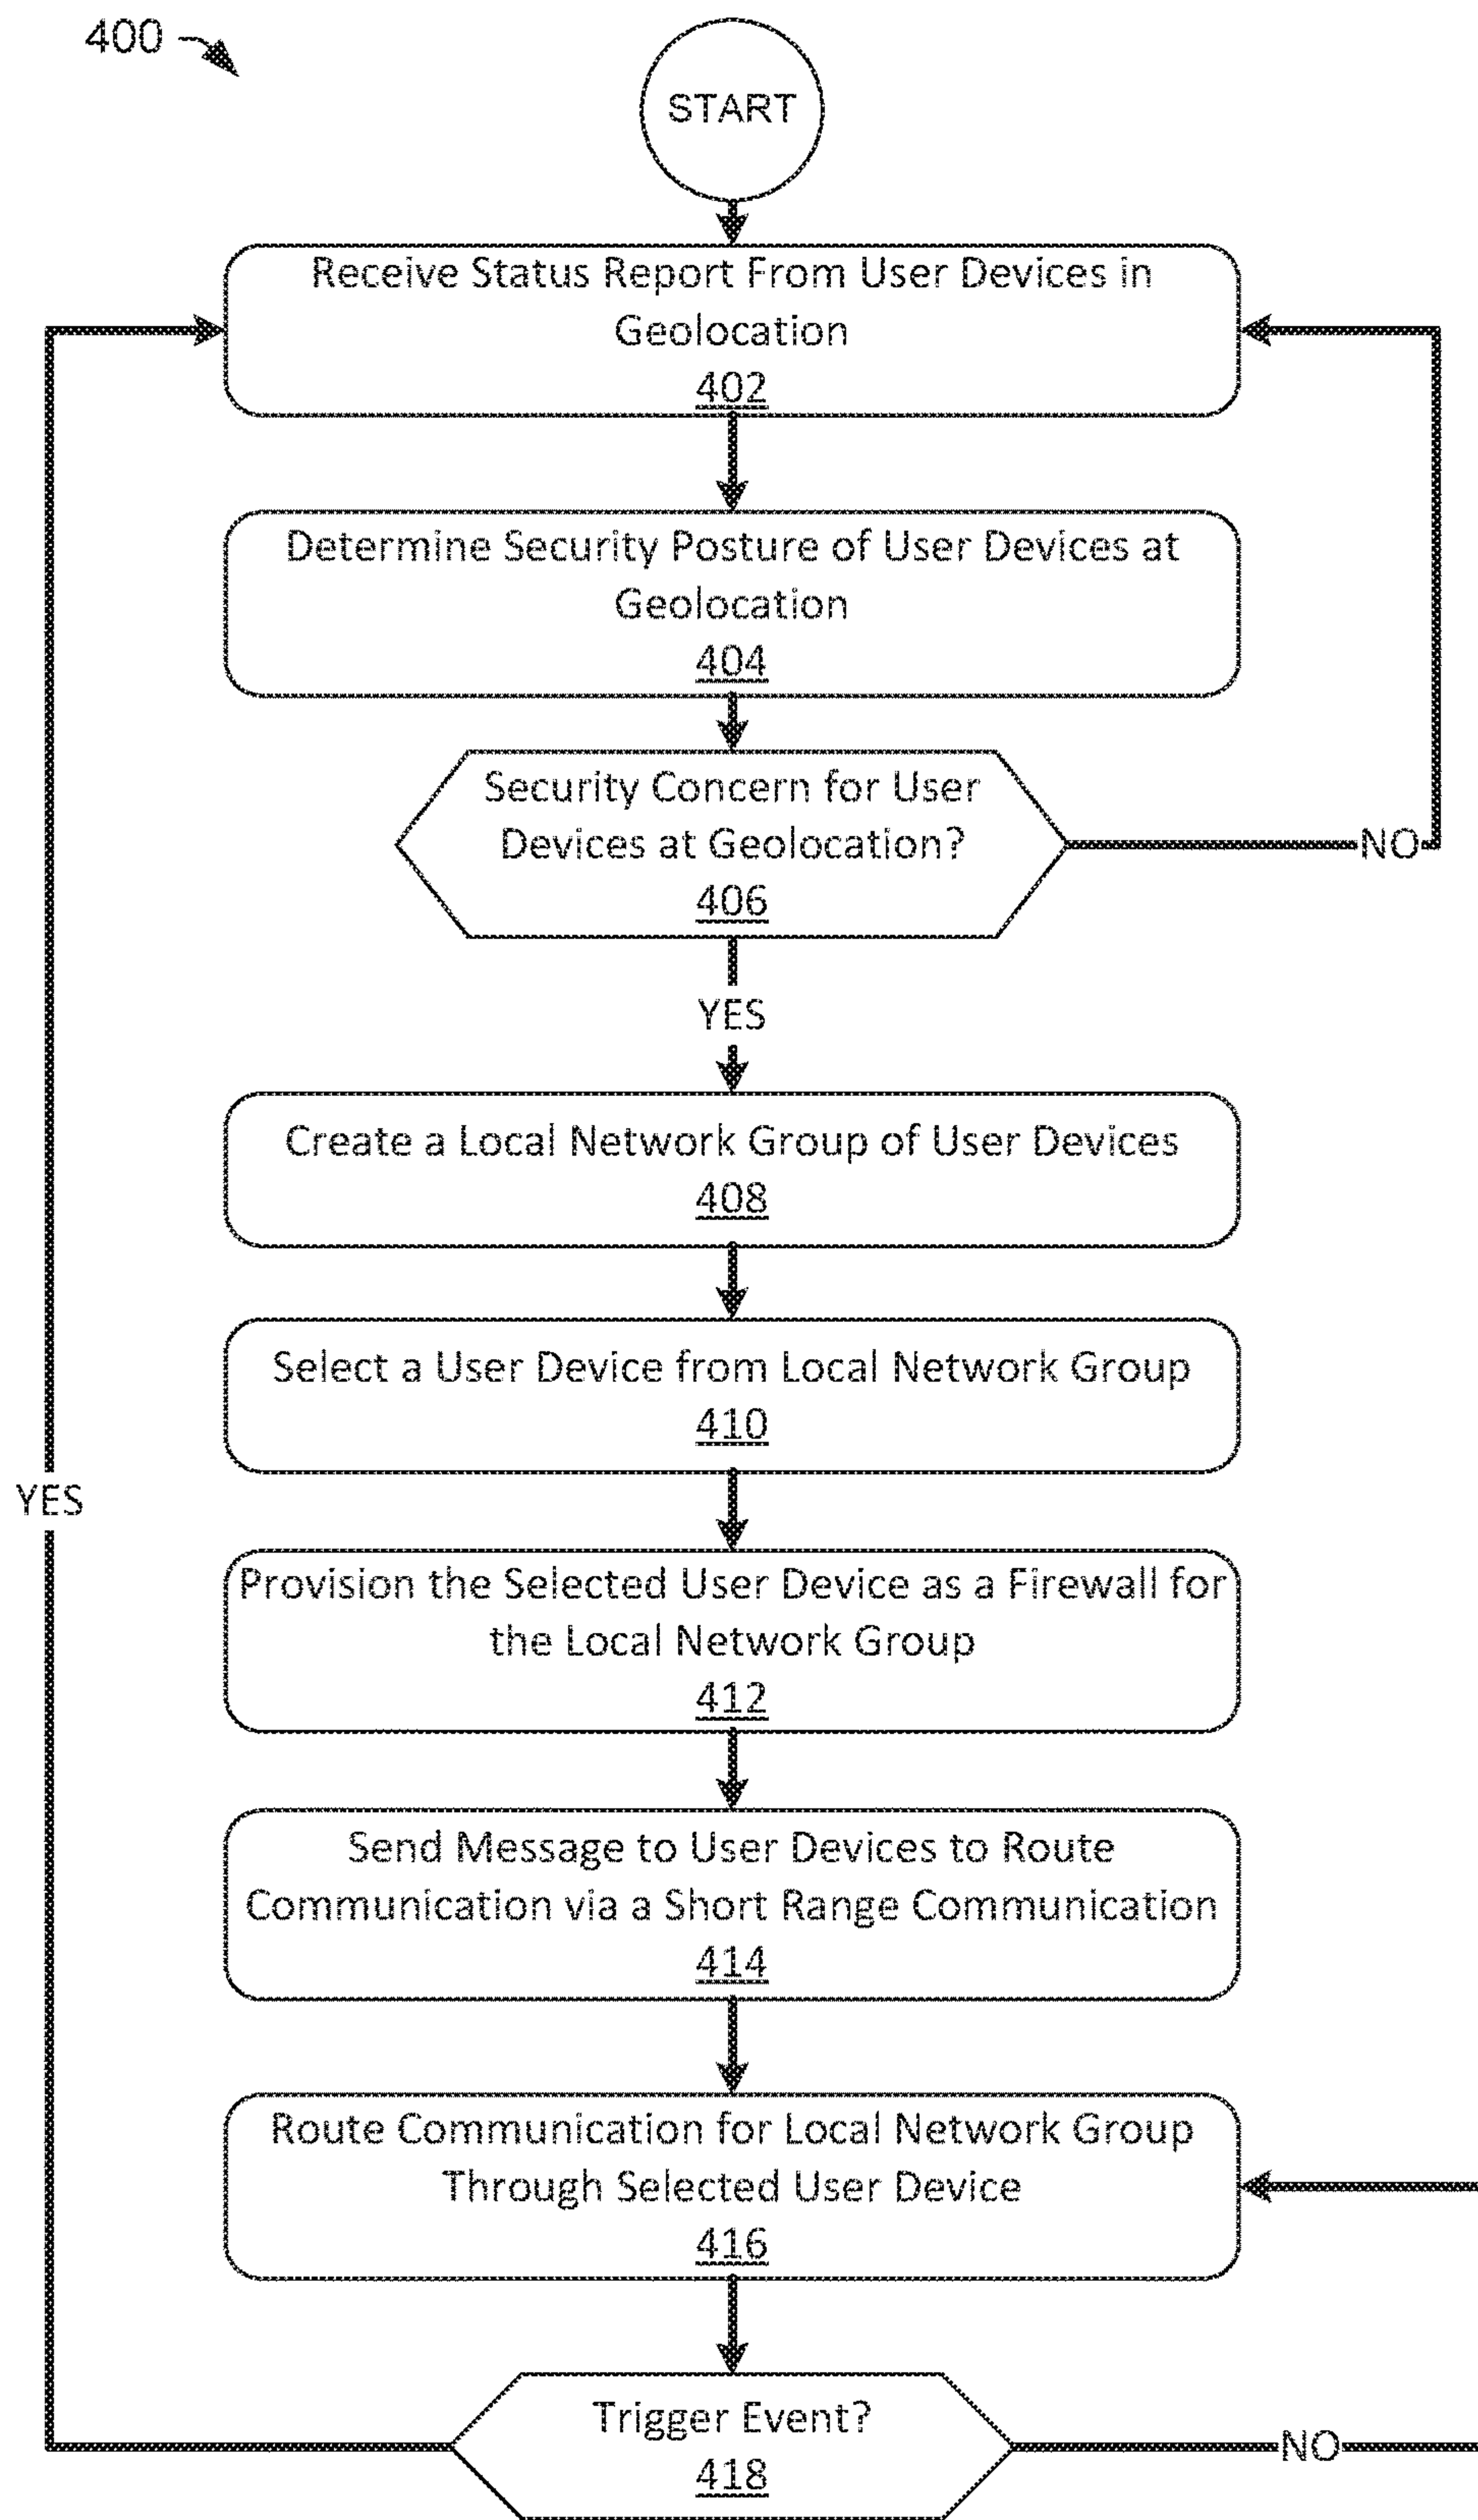 400
START
Receive Status Report From User Devices in
Geolocation
402
Determine Security Posture of User Devices at
Geolocation
404
Security Concern for User
Devices at Geolocation?
406
NO
YES
Create a Local Network Group of User Devices
408
Select a User Device from Local Network Group
410
YES
Provision the Selected User Device as a Firewall for
the Local Network Group
412
Send Message to User Devices to Route
Communication via a Short Range Communication
414
Route Communication for Local Network Group
Through Selected User Device
416
Trigger Event?
418
NO